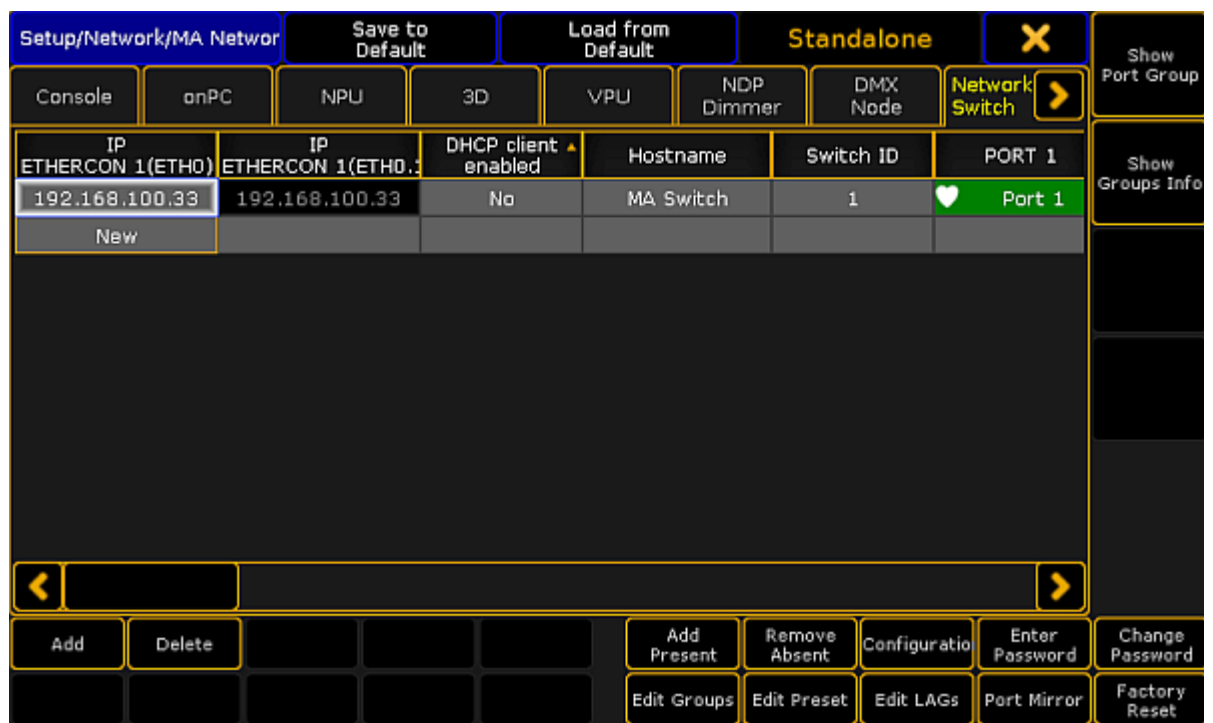 Setup/Network/MA Networ
Save to
Default
Load from
Default
Standalone
Show
Port Group
Console
onPC
NPU
3D
VPU
NDP
Dimmer
DMX
Node
Network
Switch
IP
ETHERCON 1(ETH0)
IP
ETHERCON 1(ETH0.1
DHCP client
enabled
Hostname
Switch ID
PORT 1
Show
Groups Info
192.168.100.33
192.168.100.33
No
MA Switch
1
Port 1
New
Add
Delete
Add
Present
Remove
Absent
Configuratio
Enter
Password
Change
Password
Edit Groups
Edit Preset
Edit LAGs
Port Mirror
Factory
Reset